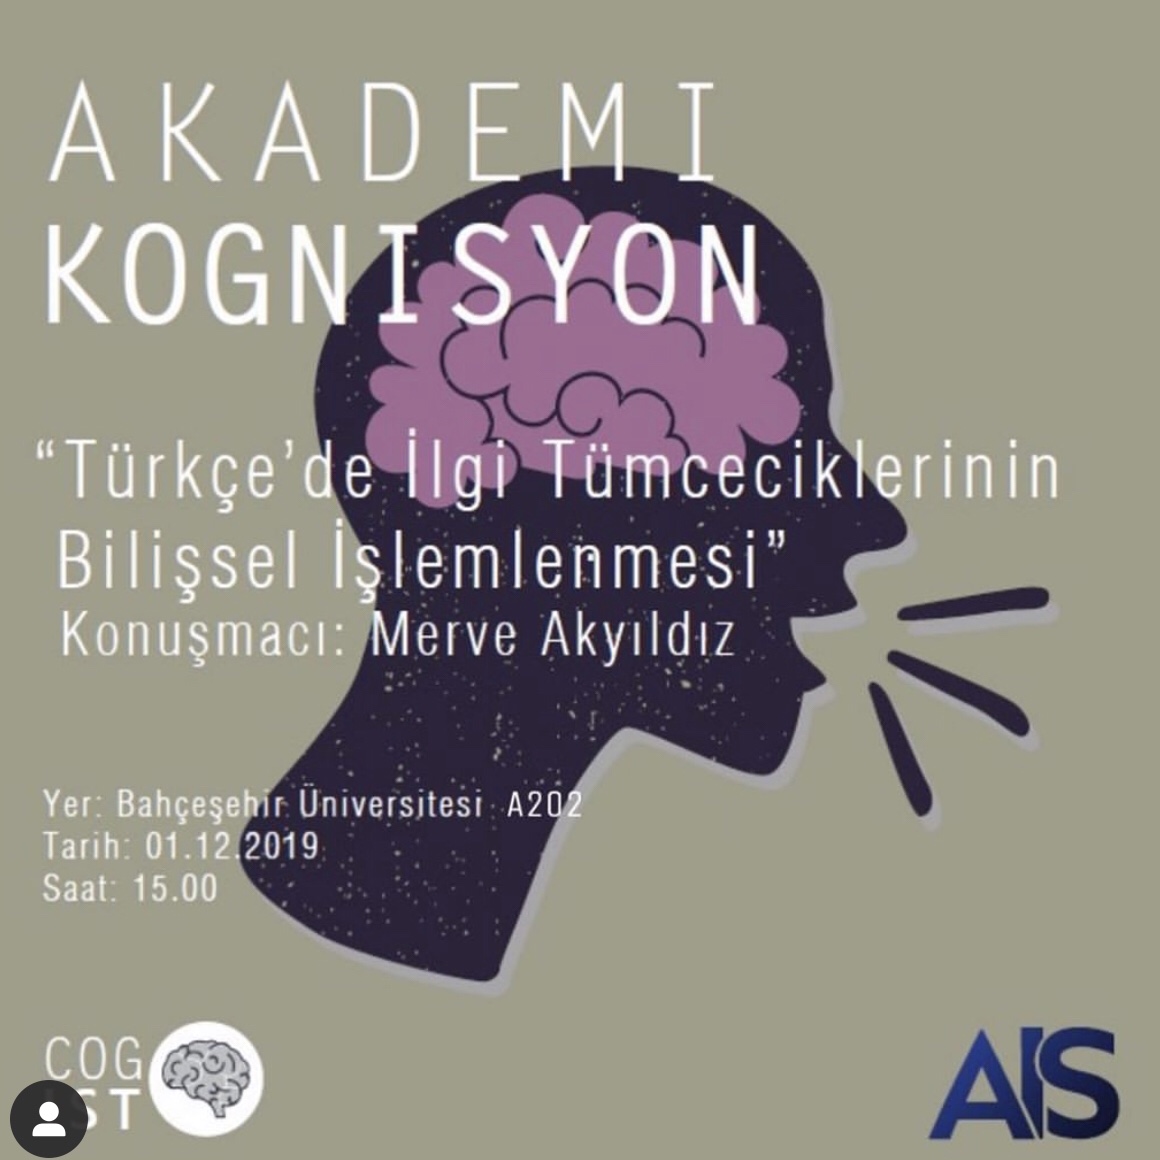 AKADEMI
KOGNISYON
“Türkçe’de İlgi Tümceciklerinin
Bilişsel İşlemlenmesi”
Konuşmacı: Merve Akyıldız
Yer: Bahçeşehir Üniversitesi A202
Tarih: 01.12.2019
Saat: 15.00
COG
ST
AIS